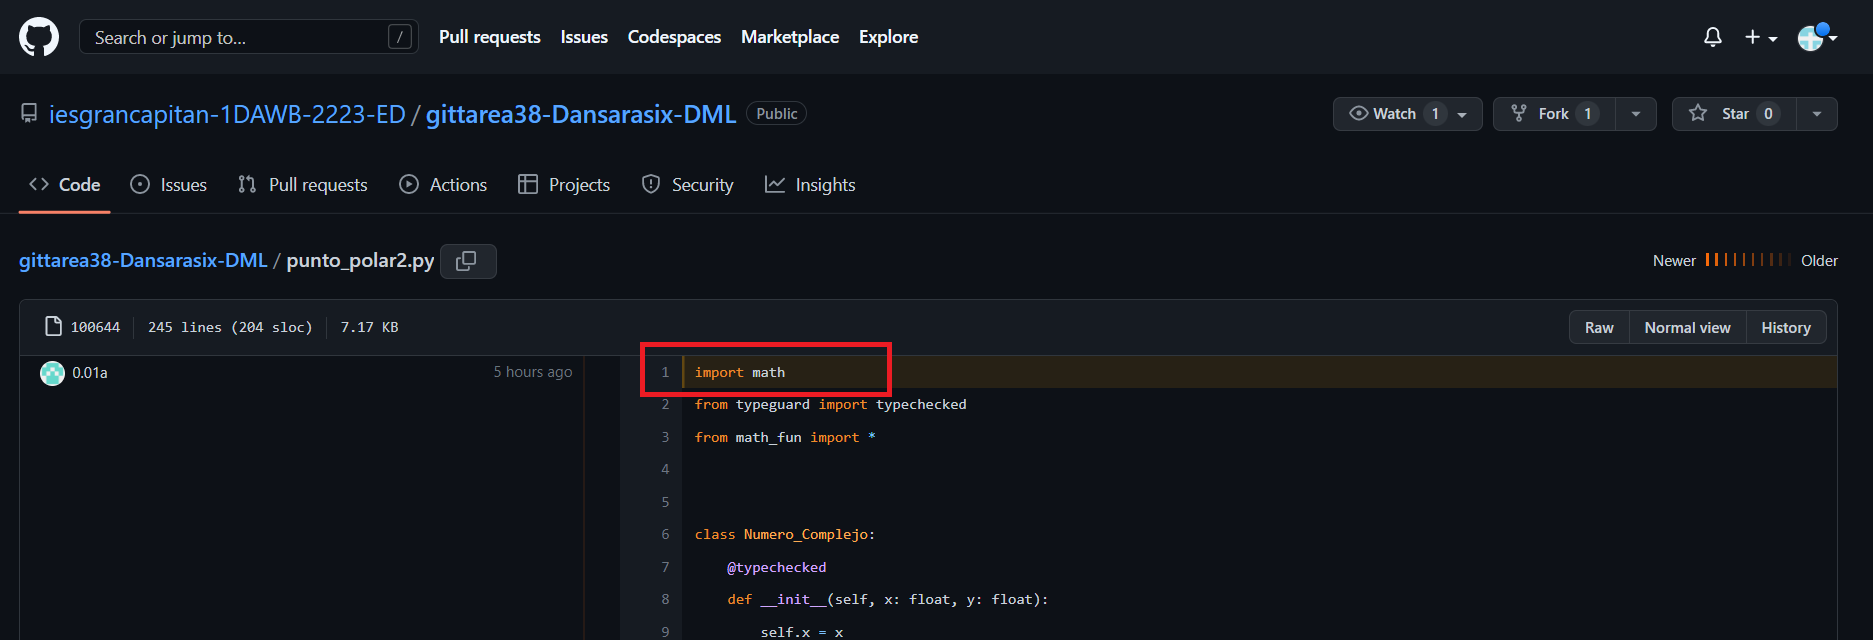 Search or jump to... / Pull requests Issues Codespaces Marketplace Explore
iesgrancapitan-1DAWB-2223-ED / gittarea38-Dansarasix-DML Public Watch 1 Fork 1 Star 0
Code Issues Pull requests Actions Projects Security Insights
gittarea38-Dansarasix-DML / punto_polar2.py Newer Older
100644 245 lines (204 sloc) 7.17 KB Raw Normal view History
0.01a 5 hours ago 1 import math
2 from typeguard import typechecked
3 from math_fun import *
4
5
6 class Numero_Complejo:
7 @typechecked
8 def __init__(self, x: float, y: float):
9 self.x = x